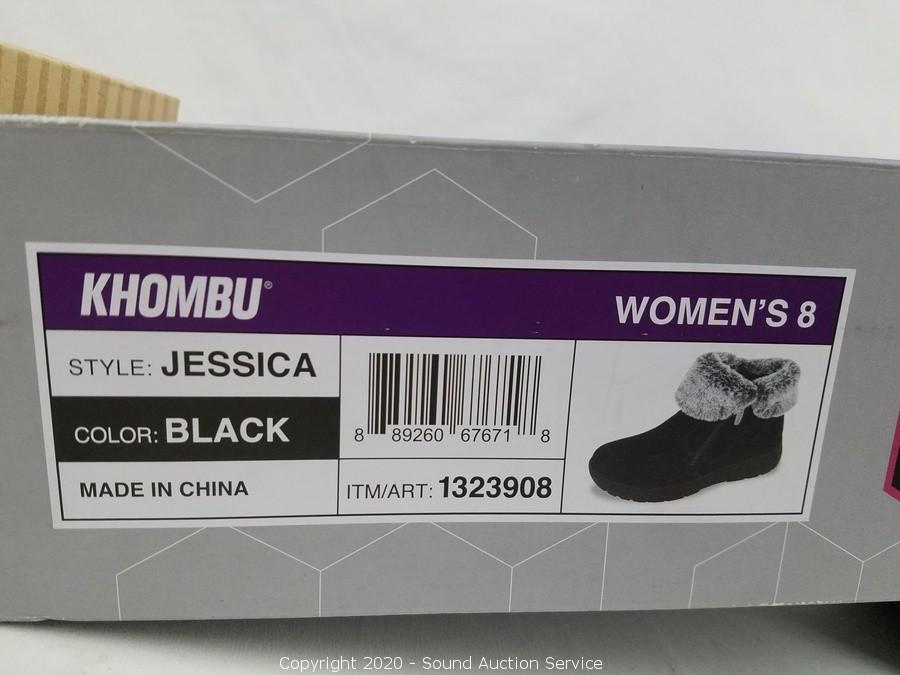 KHOMBU®
WOMEN'S 8
STYLE: JESSICA
COLOR: BLACK
MADE IN CHINA
8 89260 67671 8
ITM/ART: 1323908
Copyright 2020 - Sound Auction Service